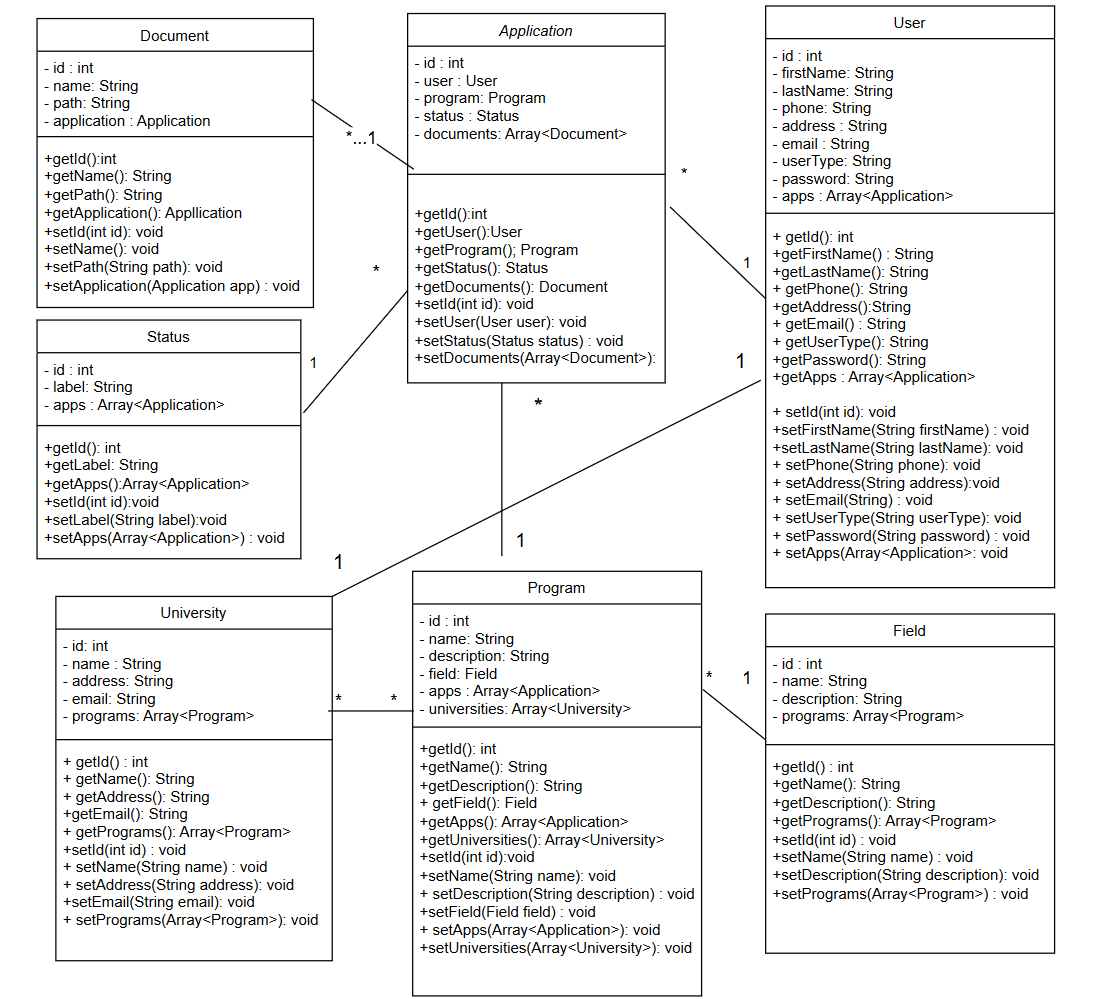 Document
- id : int
- name: String
- path: String
- application : Application
+getId():int
+getName(): String
+getPath(): String
+getApplication(): Appllication
+setId(int id): void
+setName(): void
+setPath(String path): void
+setApplication(Application app) : void
*...1
Application
- id : int
- user : User
- program: Program
- status : Status
- documents: Array<Document>
+getId():int
+getUser():User
+getProgram(); Program
+getStatus(): Status
+getDocuments(): Document
+setId(int id): void
+setUser(User user): void
+setStatus(Status status) : void
+setDocuments(Array<Document>):
*
1
User
- id : int
- firstName: String
- lastName: String
- phone: String
- address : String
- email : String
- userType: String
- password: String
- apps : Array<Application>
+ getId(): int
+getFirstName() : String
+getLastName(): String
+ getPhone(): String
+getAddress():String
+ getEmail() : String
+ getUserType(): String
+getPassword(): String
+getApps : Array<Application>
+ setId(int id): void
+setFirstName(String firstName) : void
+setLastName(String lastName): void
+ setPhone(String phone): void
+ setAddress(String address):void
+ setEmail(String) : void
+ setUserType(String userType): void
+ setPassword(String password) : void
+ setApps(Array<Application>: void
Status
- id : int
- label: String
- apps : Array<Application>
+getId(): int
+getLabel: String
+getApps():Array<Application>
+setId(int id):void
+setLabel(String label):void
+setApps(Array<Application>) : void
*
1
*
1
1
1
University
- id: int
- name : String
- address: String
- email: String
- programs: Array<Program>
+ getId() : int
+ getName(): String
+ getAddress(): String
+getEmail(): String
+ getPrograms(): Array<Program>
+setId(int id) : void
+ setName(String name) : void
+ setAddress(String address): void
+setEmail(String email): void
+ setPrograms(Array<Program>): void
*
*
Program
- id : int
- name: String
- description: String
- field: Field
- apps : Array<Application>
- universities: Array<University>
+getId(): int
+getName(): String
+getDescription(): String
+ getField(): Field
+getApps(): Array<Application>
+getUniversities(): Array<University>
+setId(int id):void
+setName(String name): void
+ setDescription(String description) : void
+setField(Field field) : void
+ setApps(Array<Application>): void
+setUniversities(Array<University>): void
*
1
Field
- id : int
- name: String
- description: String
- programs: Array<Program>
+getId() : int
+getName(): String
+getDescription(): String
+getPrograms(): Array<Program>
+setId(int id) : void
+setName(String name) : void
+setDescription(String description): void
+setPrograms(Array<Program>) : void